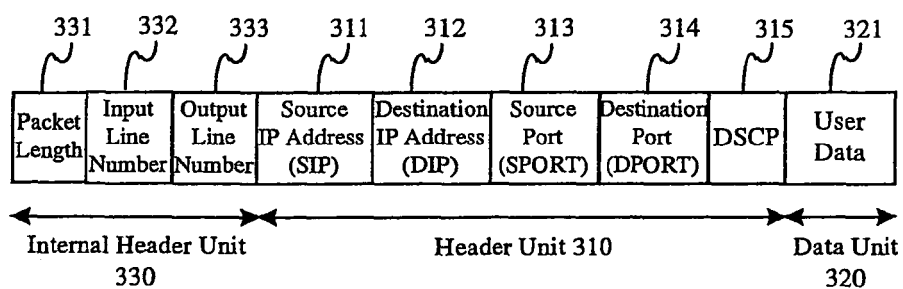 331 332 333 311 312 313 314 315 321
Packet Length
Input Line Number
Output Line Number
Source IP Address (SIP)
Destination IP Address (DIP)
Source Port (SPORT)
Destination Port (DPORT)
DSCP
User Data
Internal Header Unit 330
Header Unit 310
Data Unit 320